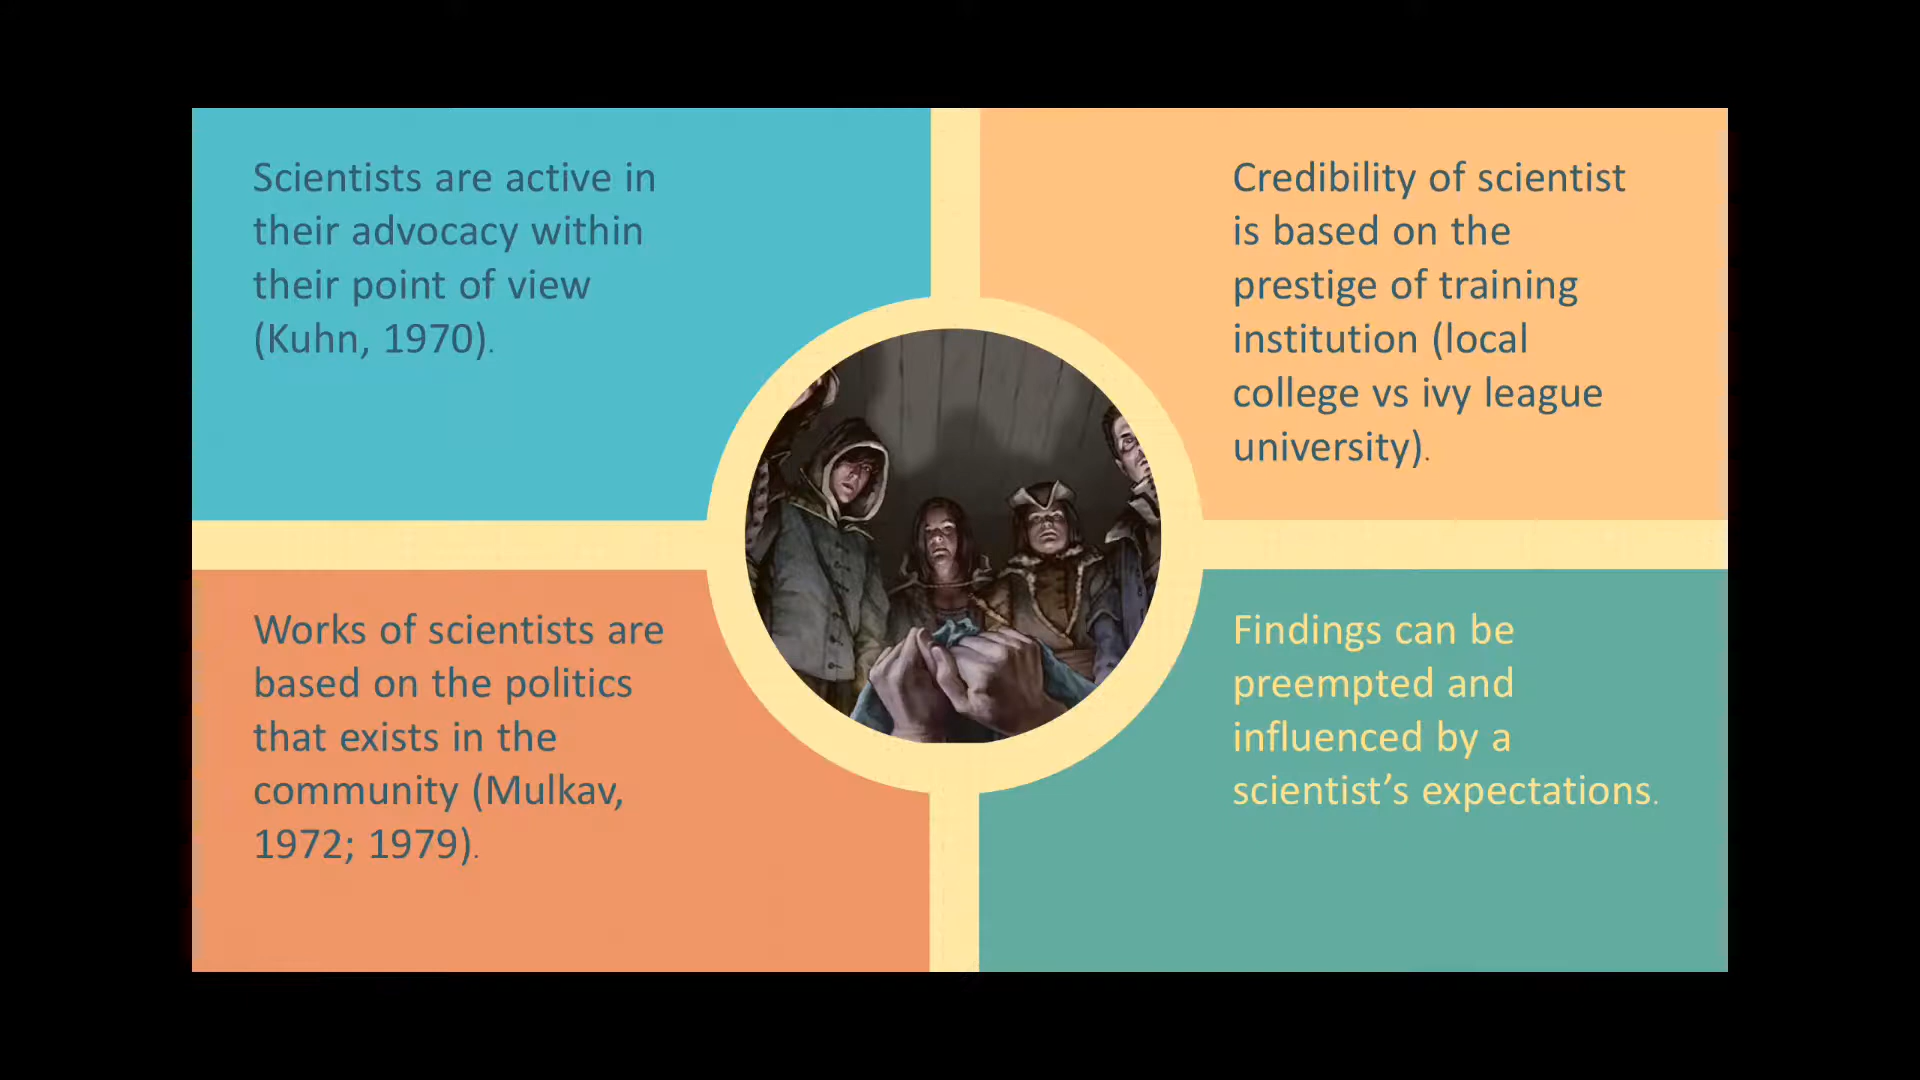 Scientists are active in
their advocacy within
their point of view
(Kuhn, 1970).
Credibility of scientist
is based on the
prestige of training
institution (local
college vs ivy league
university).
Works of scientists are
based on the politics
that exists in the
community (Mulkav,
1972; 1979).
Findings can be
preempted and
influenced by a
scientist’s expectations.